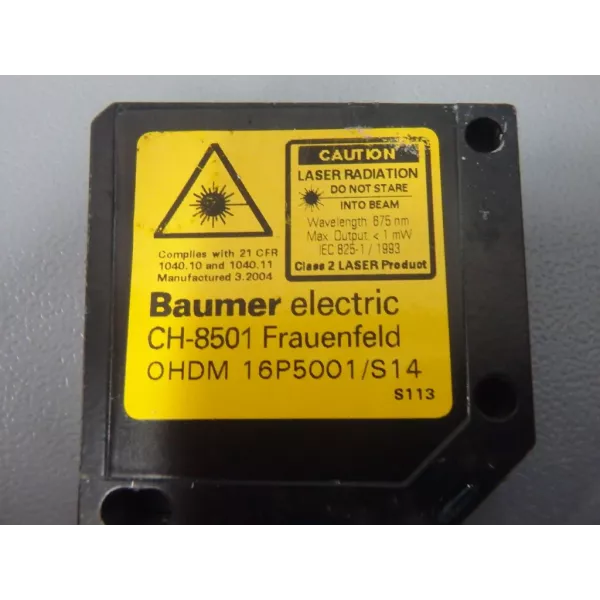 CAUTION
LASER RADIATION
DO NOT STARE
INTO BEAM
Wavelength 675 nm
Max. Output < 1 mW
IEC 825-1 / 1993
Class 2 LASER Product
Complies with 21 CFR
1040.10 and 1040.11
Manufactured 3.2004
Baumer electric
CH-8501 Frauenfeld
OHDM 16P5001/S14
S113